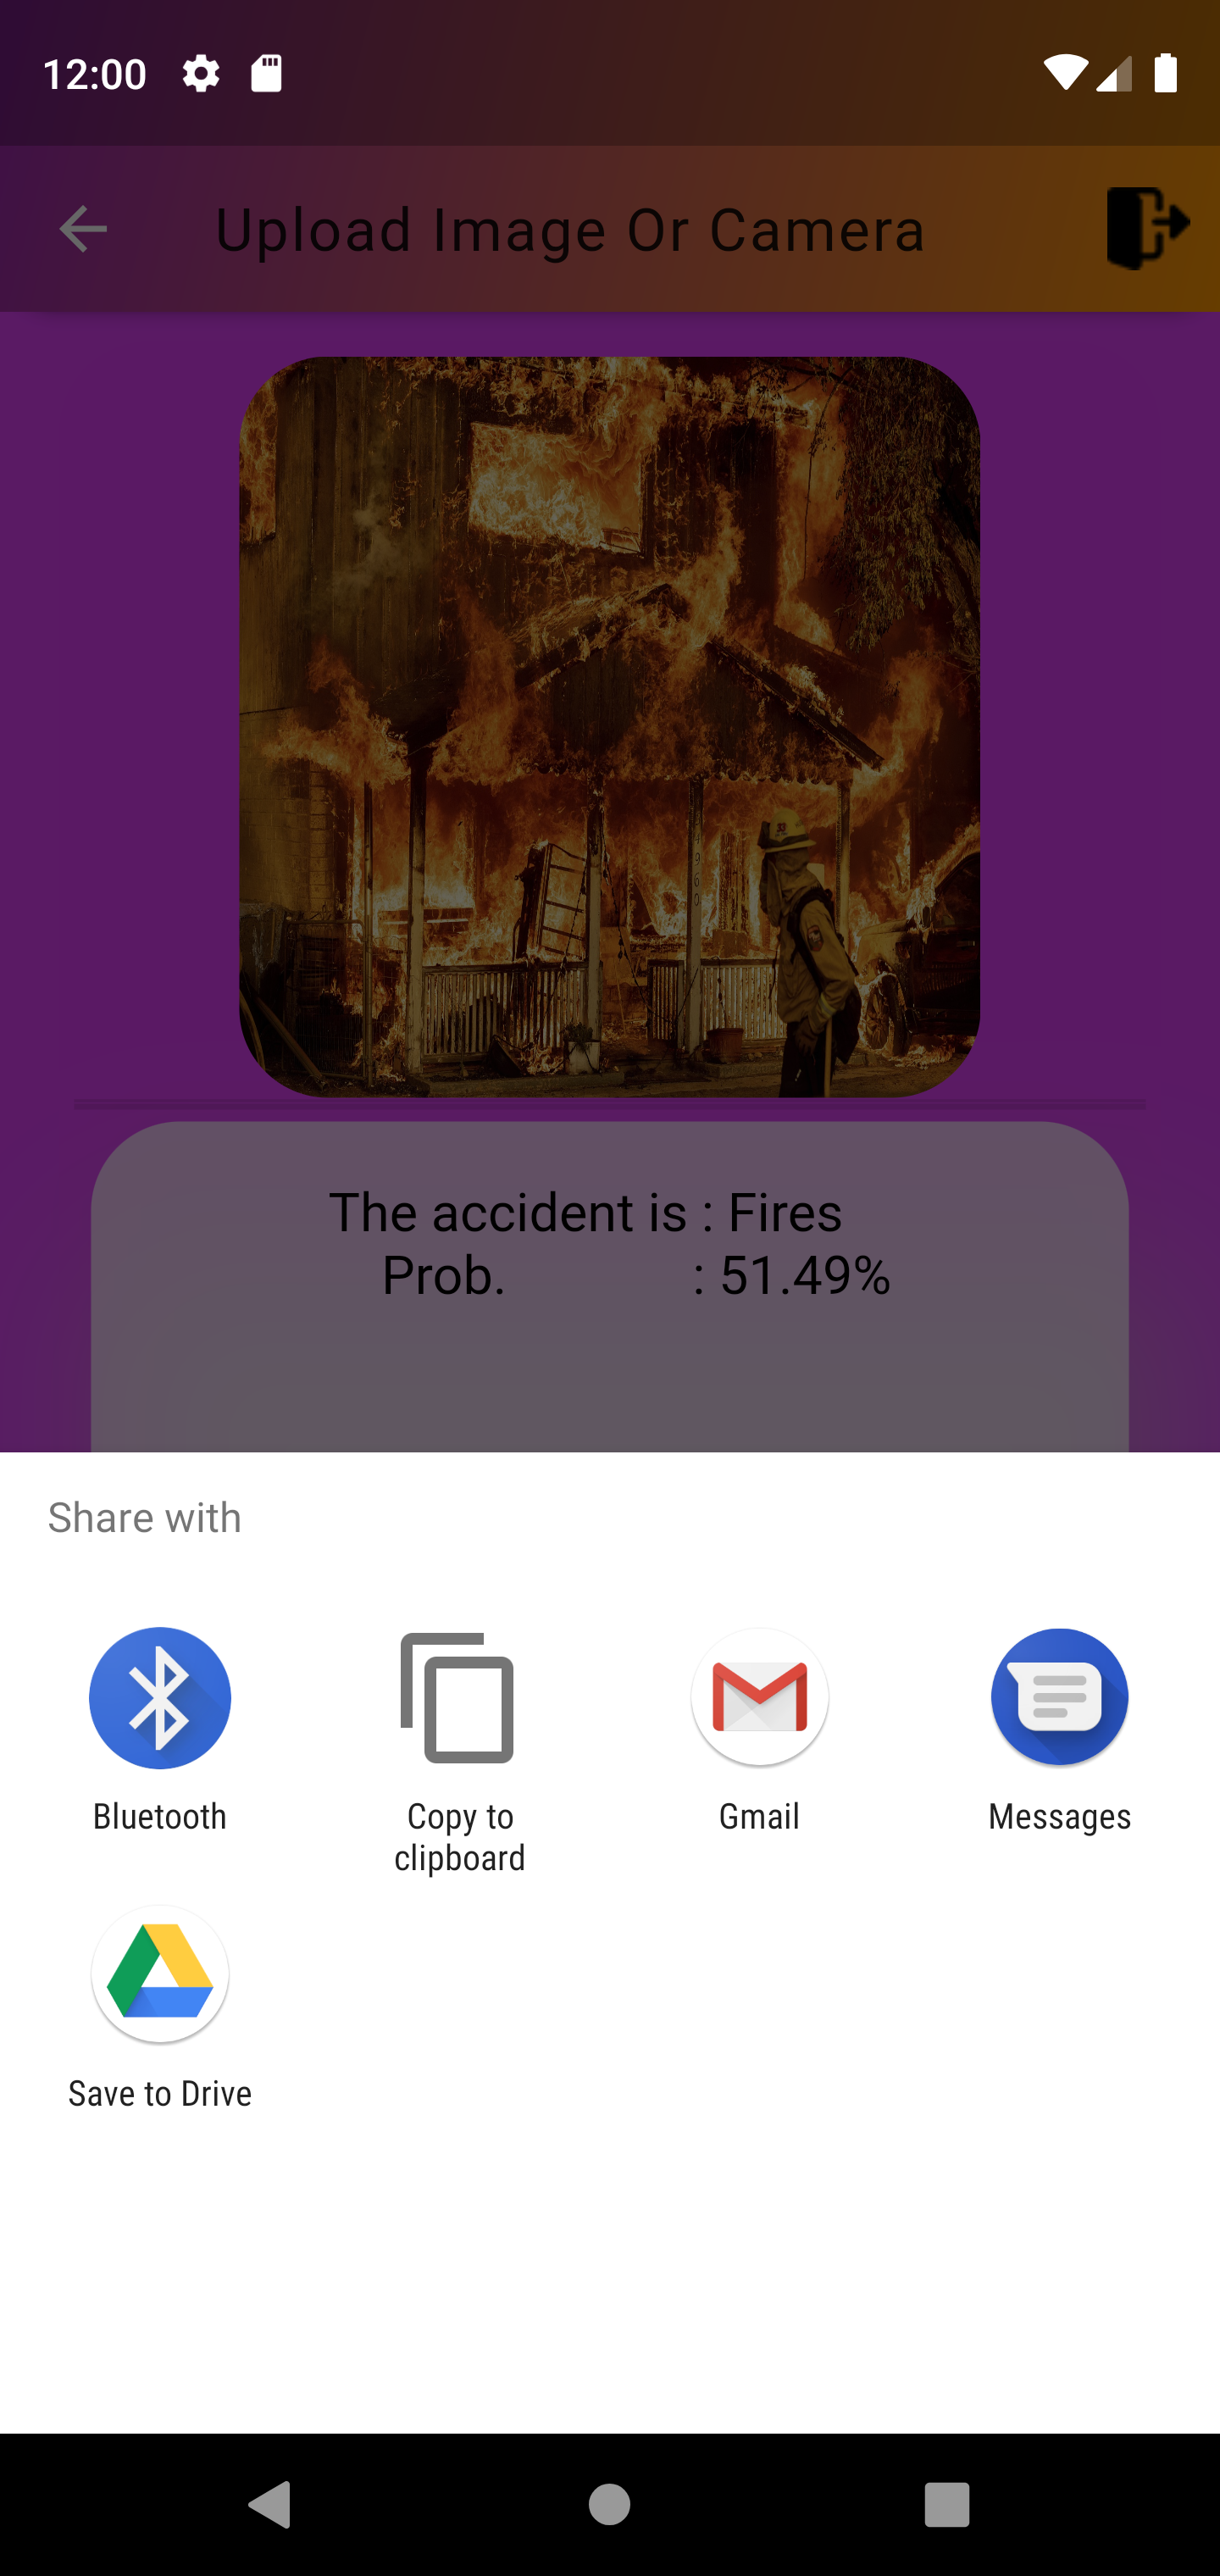 12:00
Upload Image Or Camera
The accident is : Fires
Prob. : 51.49%
Share with
Bluetooth
Copy to
clipboard
Gmail
Messages
Save to Drive